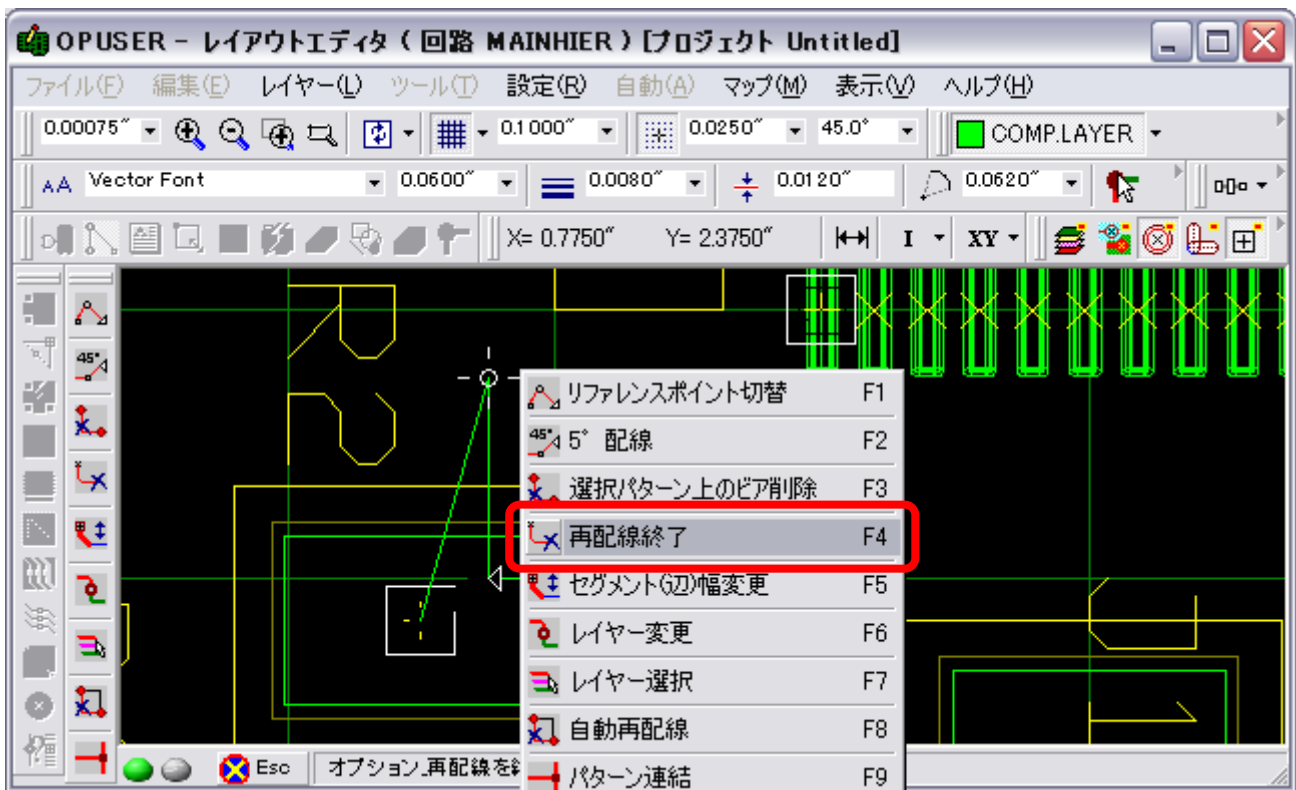 OPUSER - レイアウトエディタ ( 回路 MAINHIER ) [プロジェクト Untitled]
ファイル(F) 編集(E) レイヤー(L) ツール(T) 設定(R) 自動(A) マップ(M) 表示(V) ヘルプ(H)
0.00075" 0.1000" 0.0250" 45.0° COMP.LAYER
AA Vector Font 0.0600" 0.0080" 0.0120" 0.0620"
X= 0.7750" Y= 2.3750" I XY
リファレンスポイント切替 F1
45° 5° 配線 F2
選択パターン上のビア削除 F3
再配線終了 F4
セグメント(辺)幅変更 F5
レイヤー変更 F6
レイヤー選択 F7
自動再配線 F8
パターン連結 F9
45°
Esc オプション_再配線を